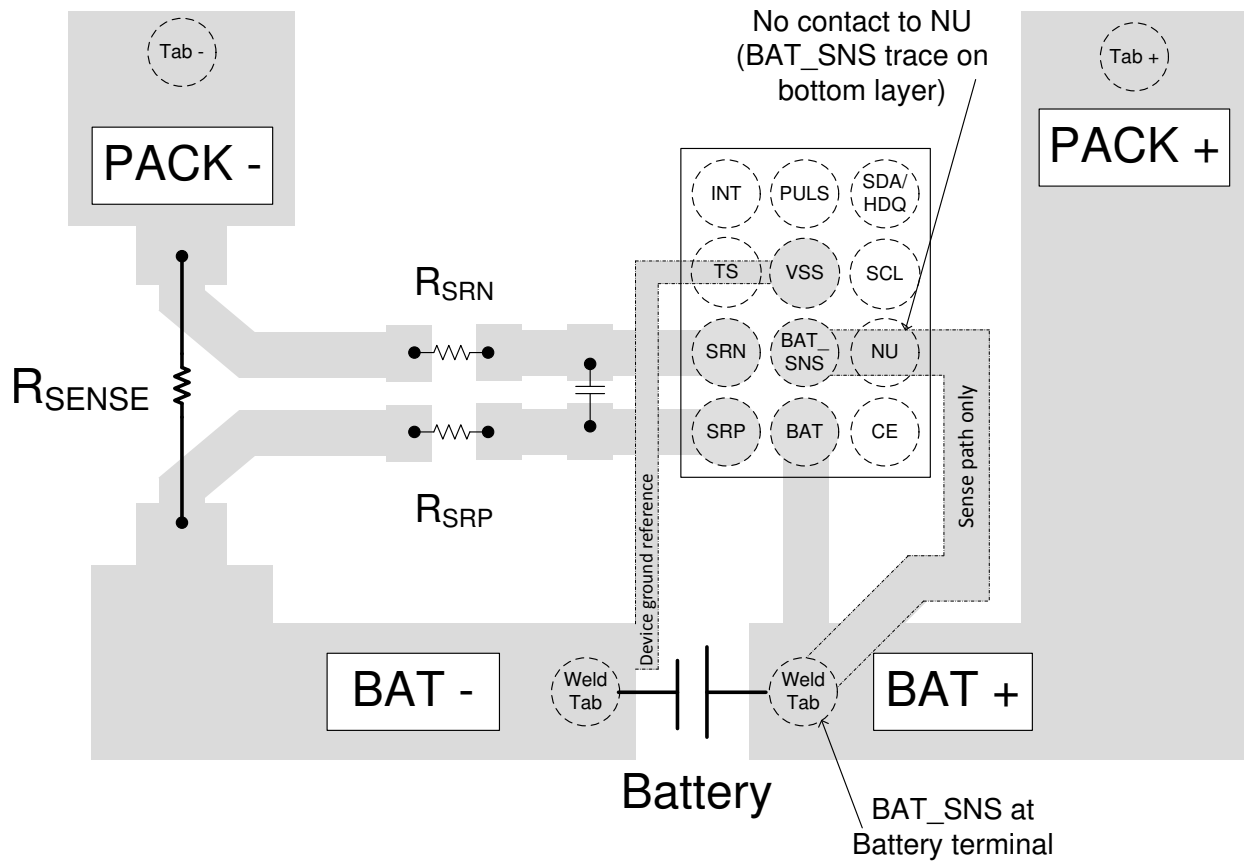 No contact to NU
(BAT_SNS trace on
bottom layer)
Tab -
Tab +
PACK -
PACK +
INT
PULS
SDA/
HDQ
TS
VSS
SCL
RSRN
SRN
BAT_
SNS
NU
RSENSE
SRP
BAT
CE
RSRP
Sense path only
Device ground reference
BAT -
Weld
Tab
Weld
Tab
BAT +
Battery
BAT_SNS at
Battery terminal